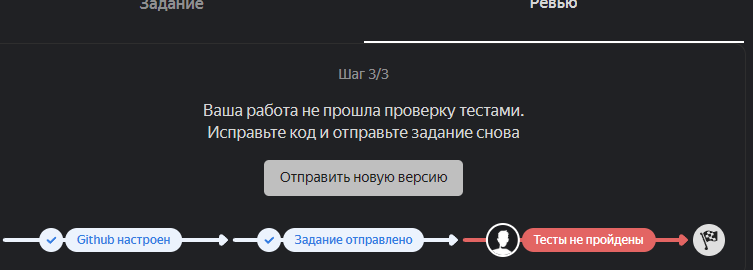 Задание
Ревью
Шаг 3/3
Ваша работа не прошла проверку тестами.
Исправьте код и отправьте задание снова
Отправить новую версию
Github настроен
Задание отправлено
Тесты не пройдены